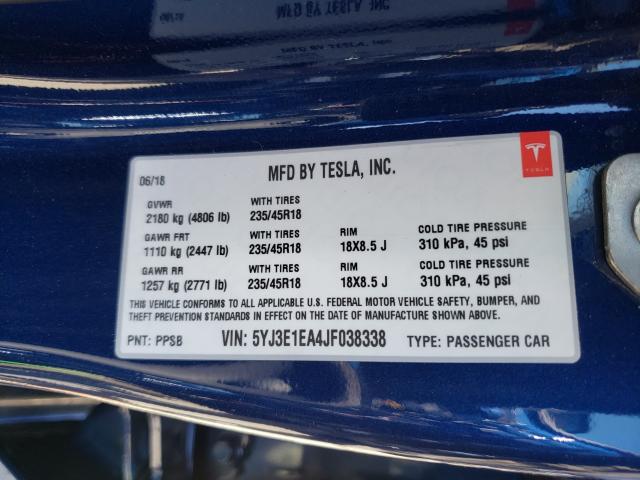 06/18
MFD BY TESLA, INC.
TESLA
GVWR WITH TIRES
2180 kg (4806 lb) 235/45R18
GAWR FRT WITH TIRES RIM COLD TIRE PRESSURE
1110 kg (2447 lb) 235/45R18 18X8.5 J 310 kPa, 45 psi
GAWR RR WITH TIRES RIM COLD TIRE PRESSURE
1257 kg (2771 lb) 235/45R18 18X8.5 J 310 kPa, 45 psi
THIS VEHICLE CONFORMS TO ALL APPLICABLE U.S. FEDERAL MOTOR VEHICLE SAFETY, BUMPER, AND
THEFT PREVENTION STANDARDS IN EFFECT ON THE DATE OF MANUFACTURE SHOWN ABOVE.
PNT: PPSB VIN: 5YJ3E1EA4JF038338 TYPE: PASSENGER CAR